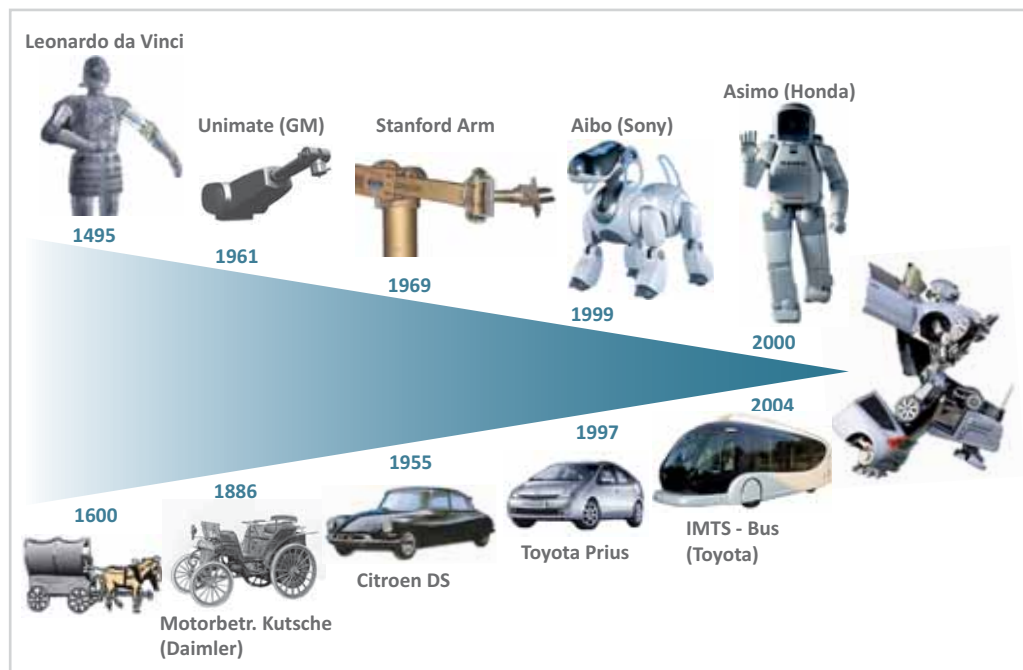 Leonardo da Vinci
Unimate (GM)
Stanford Arm
Aibo (Sony)
Asimo (Honda)
1495
1961
1969
1999
2000
1600
1886
1955
1997
2004
Motorbetr. Kutsche
(Daimler)
Citroen DS
Toyota Prius
IMTS - Bus
(Toyota)